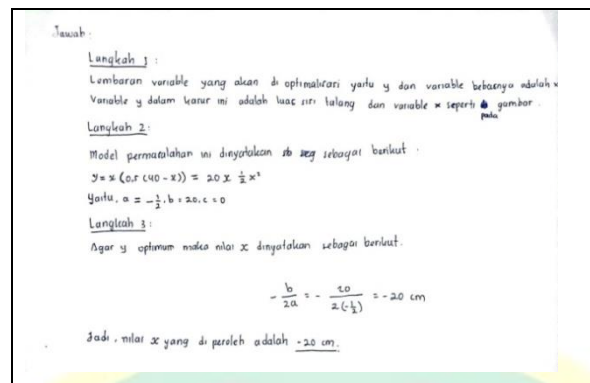 Jawab :
Langkah 1 :
Lembaran variable yang akan di optimalisasi yaitu y dan variable bebasnya adalah x
Variable y dalam kasus ini adalah luas sisi talang dan variable x seperti pada gambar.
Langkah 2 :
Model permasalahan ini dinyatakan sebagai berikut.
y = x (0.5 (40 - x)) = 20 x ½ x²
Yaitu, a = -½, b = 20, c = 0
Langkah 3 :
Agar y optimum maka nilai x dinyatakan sebagai berikut.
- b/2a = - 20/2(-½) = -20 cm
Jadi, nilai x yang di peroleh adalah -20 cm.